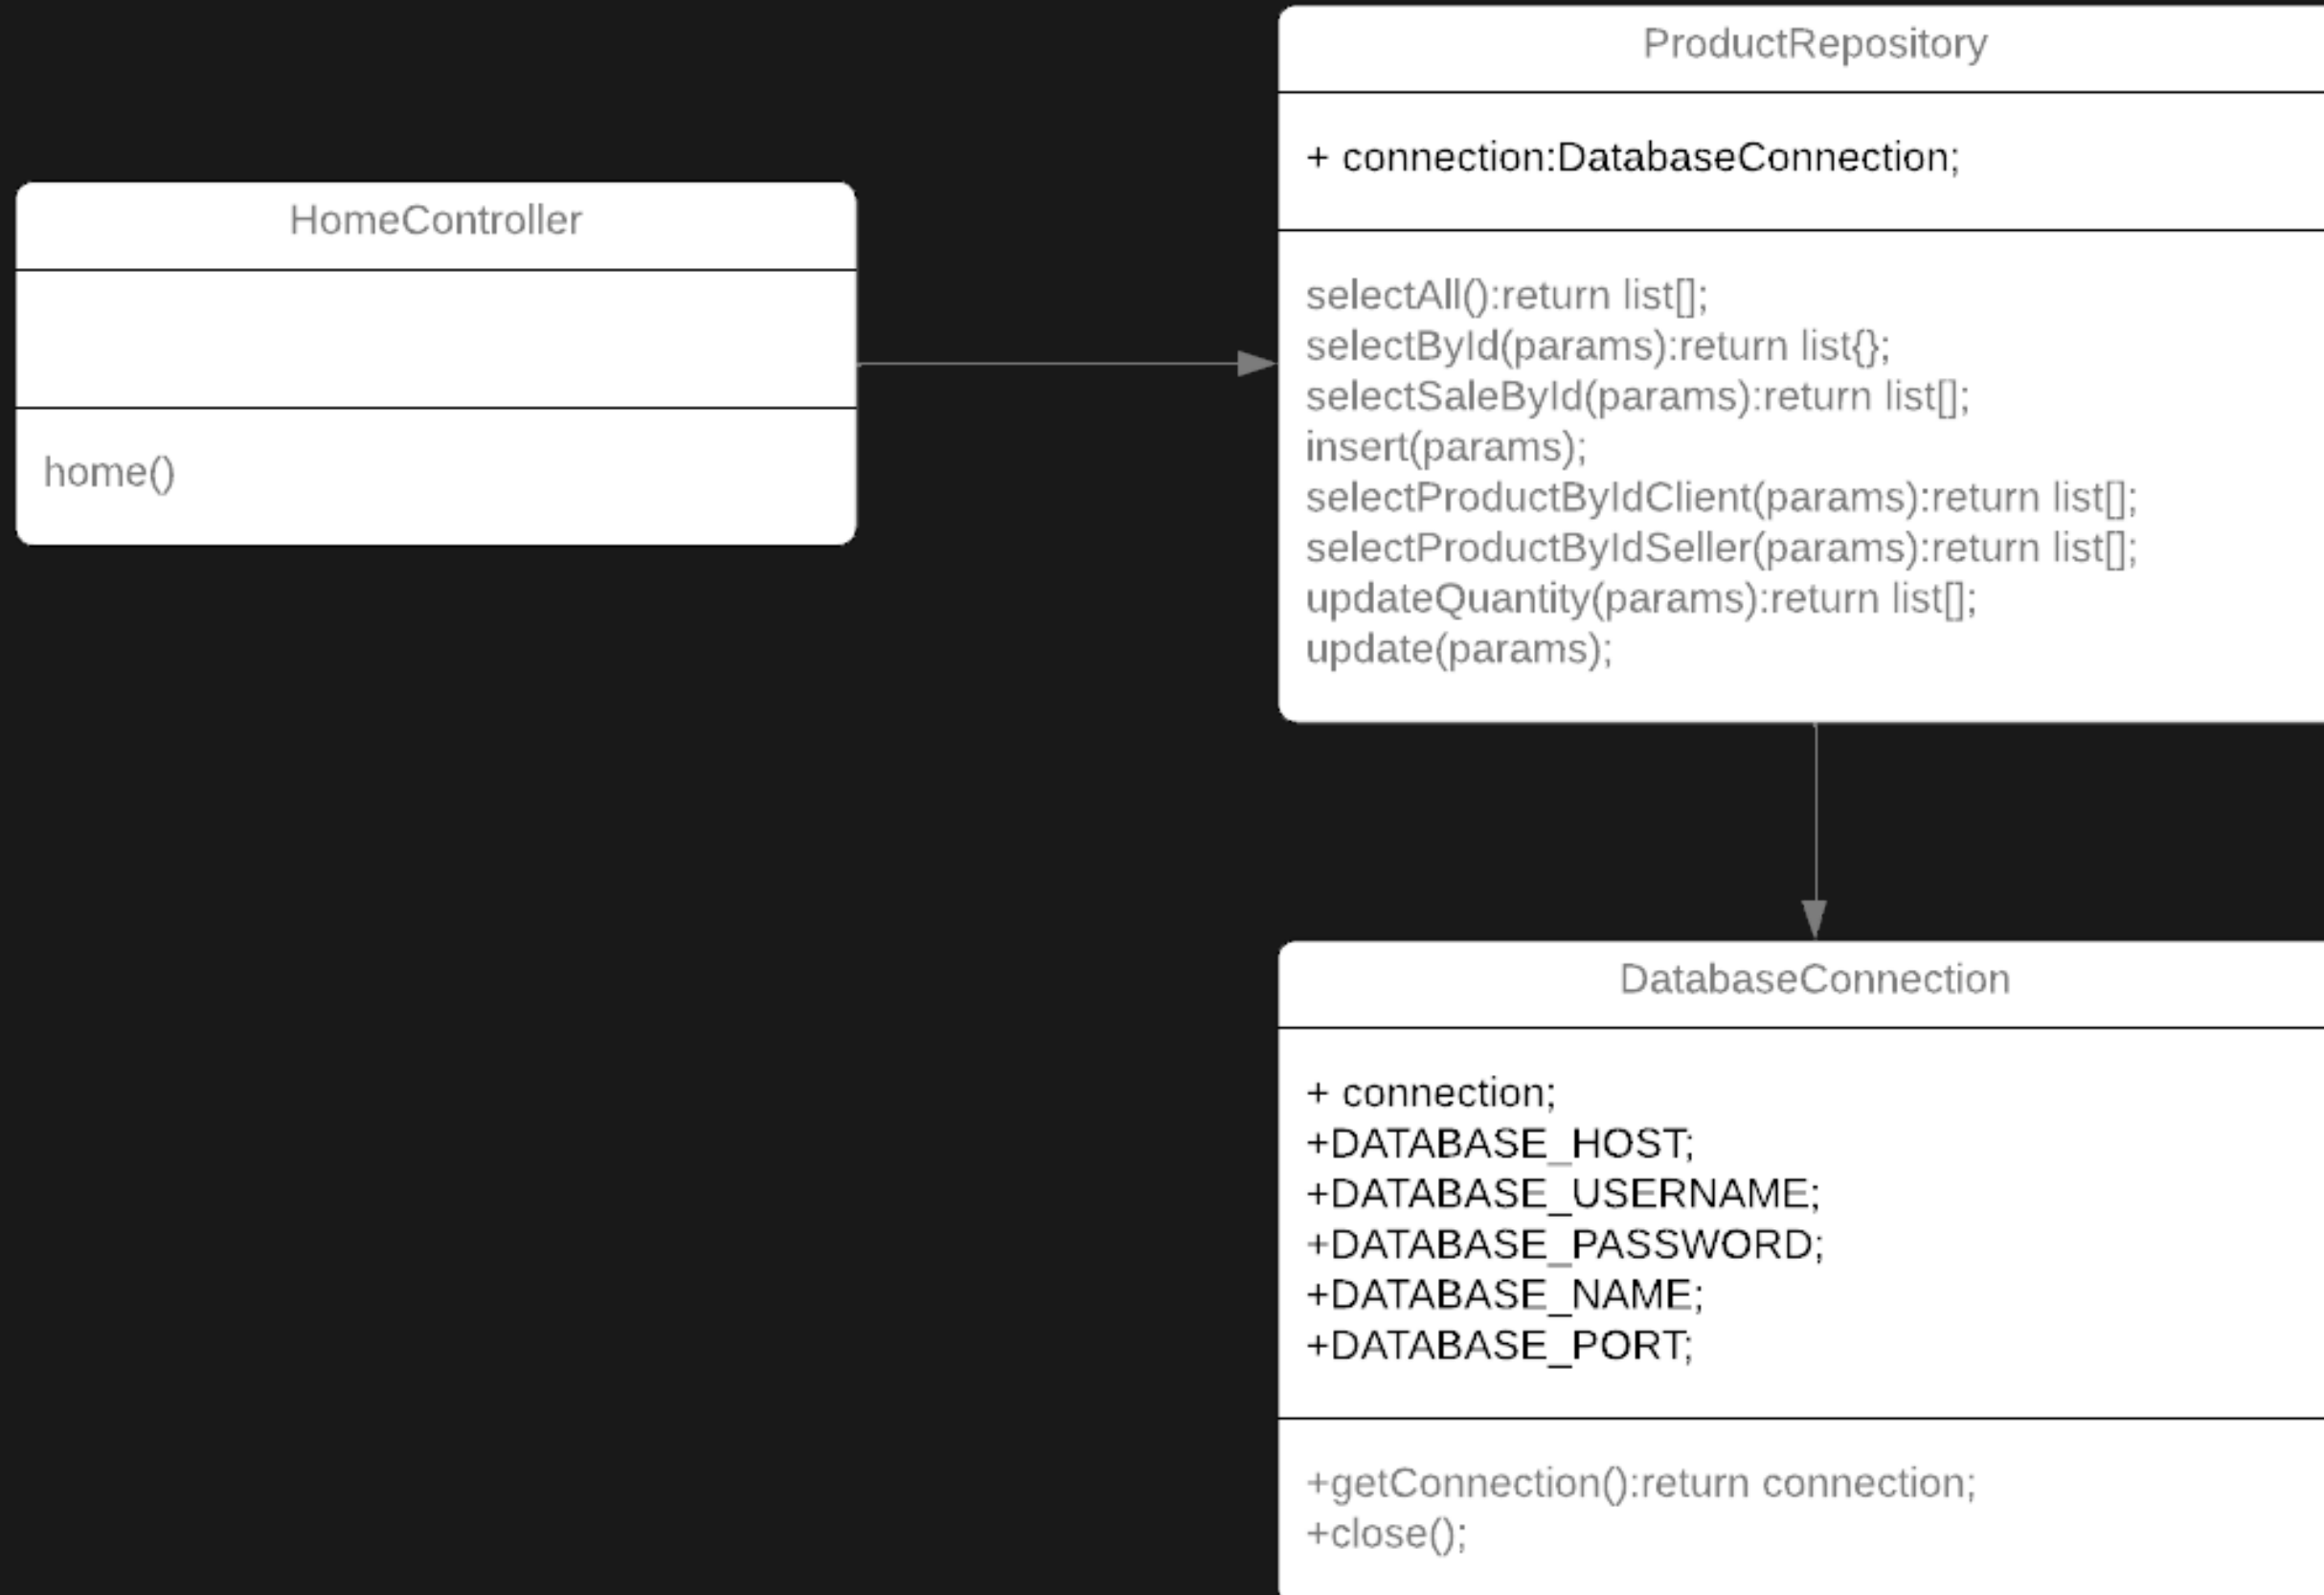 HomeController
home()
ProductRepository
+ connection:DatabaseConnection;
selectAll():return list[];
selectById(params):return list{};
selectSaleById(params):return list[];
insert(params);
selectProductByIdClient(params):return list[];
selectProductByIdSeller(params):return list[];
updateQuantity(params):return list[];
update(params);
DatabaseConnection
+ connection;
+DATABASE_HOST;
+DATABASE_USERNAME;
+DATABASE_PASSWORD;
+DATABASE_NAME;
+DATABASE_PORT;
+getConnection():return connection;
+close();